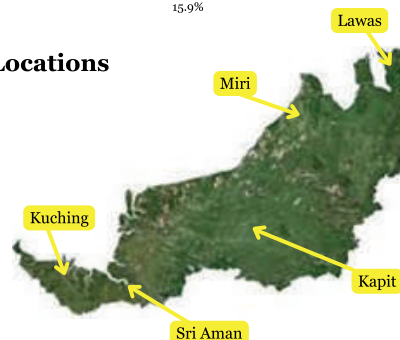 15.9%
Lawas
Locations
Miri
Kuching
Kapit
Sri Aman